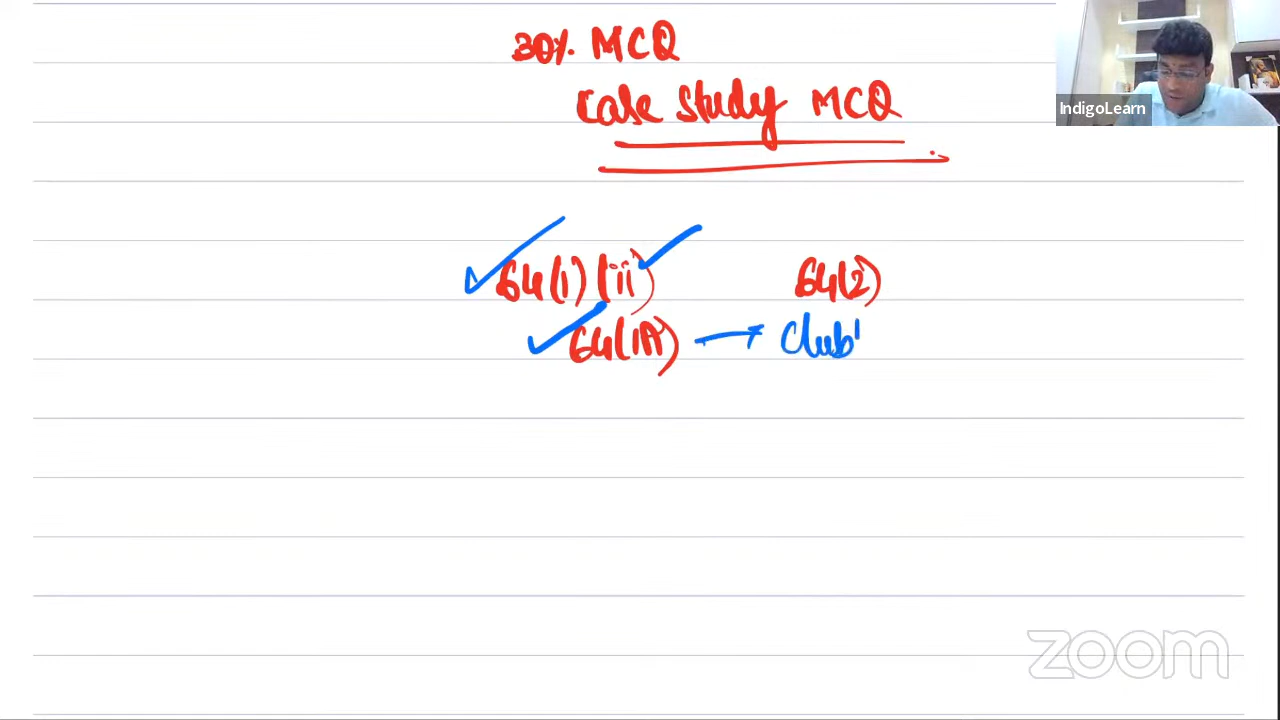 30% MCQ
IndigoLearn
Case Study MCQ
64(1)(ii) 64(2)
64(1A) → Club
zoom